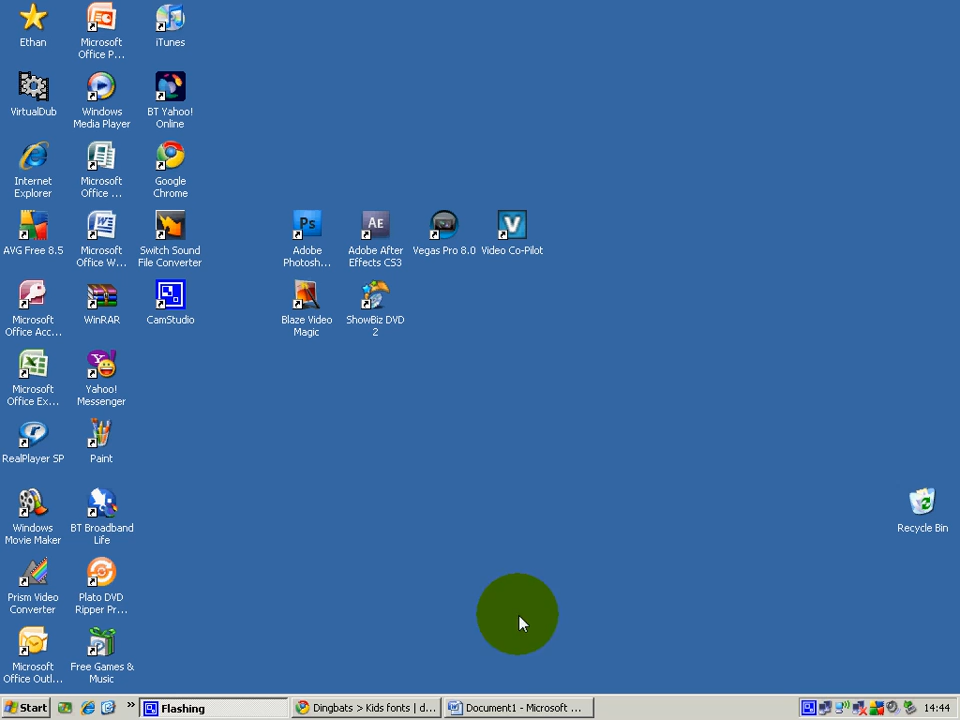 Ethan
Microsoft
Office P...
iTunes
VirtualDub
Windows
Media Player
BT Yahoo!
Online
Internet
Explorer
Microsoft
Office ...
Google
Chrome
AVG Free 8.5
Microsoft
Office W...
Switch Sound
File Converter
Ps
Adobe
Photosh...
AE
Adobe After
Effects CS3
Vegas Pro 8.0
Video Co-Pilot
Microsoft
Office Acc...
WinRAR
CamStudio
Blaze Video
Magic
ShowBiz DVD
2
Microsoft
Office Ex...
Yahoo!
Messenger
RealPlayer SP
Paint
Windows
Movie Maker
BT Broadband
Life
Recycle Bin
Prism Video
Converter
Plato DVD
Ripper Pr...
Microsoft
Office Outl...
Free Games &
Music
Start
Flashing
Dingbats > Kids fonts | d...
Document1 - Microsoft ...
14:44